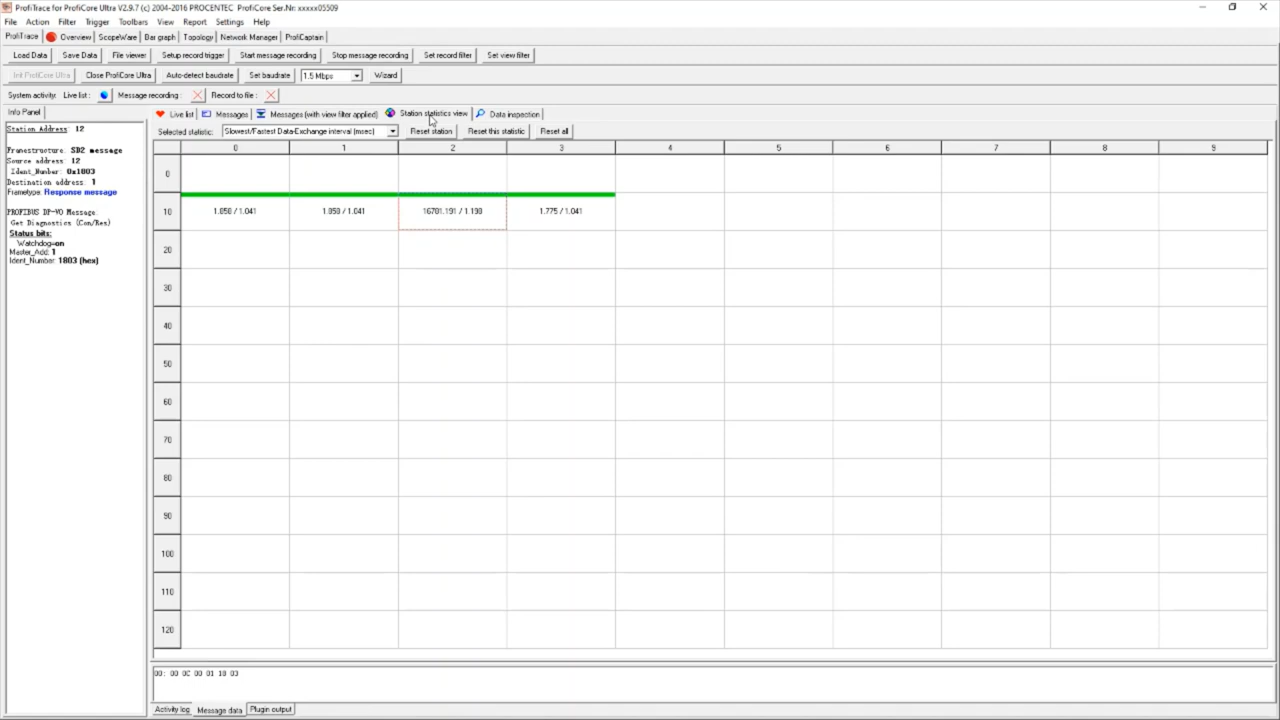 ProfiTrace for ProfiCore Ultra V2.9.7 (c) 2004-2016 PROCENTEC ProfiCore Ser.Nr: xxxxx05509
File Action Filter Trigger Toolbars View Report Settings Help
ProfiTrace Overview ScopeWare Bar graph Topology Network Manager ProfiCaptain
Load Data Save Data File viewer Setup record trigger Start message recording Stop message recording Set record filter Set view filter
Init ProfiCore Ultra Close ProfiCore Ultra Auto-detect baudrate Set baudrate 1.5 Mbps Wizard
System activity: Live list : Message recording : Record to file :
Info Panel
Station Address: 12
Framestructure: SD2 message
Source address: 12
Ident_Number: 0x1803
Destination address: 1
Frametype: Response message
PROFIBUS DP-V0 Message:
Get Diagnostics (Con/Res)
Status bits:
Watchdog=on
Master_Add: 1
Ident_Number: 1803 (hex)
Live list Messages Messages (with view filter applied) Station statistics view Data inspection
Selected statistic: Slowest/Fastest Data-Exchange interval (msec) Reset station Reset this statistic Reset all
0 1 2 3 4 5 6 7 8 9
0
10 1.858 / 1.041 1.858 / 1.041 16781.191 / 1.198 1.775 / 1.041
20
30
40
50
60
70
80
90
100
110
120
00: 00 0C 00 01 18 03
Activity log Message data Plugin output